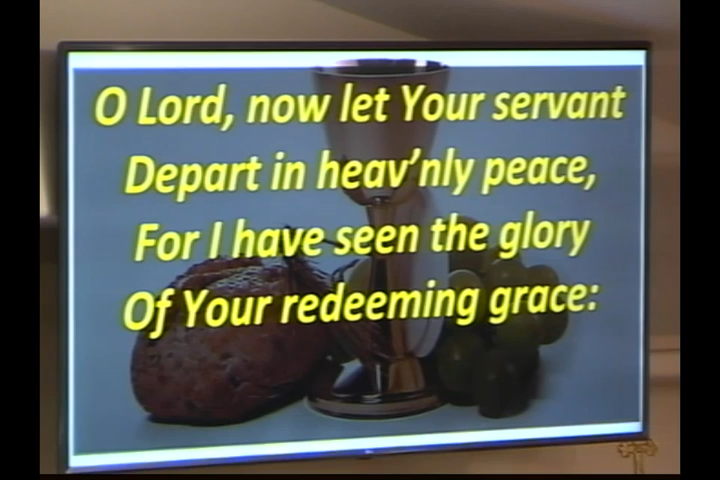 O Lord, now let Your servant
Depart in heav'nly peace,
For I have seen the glory
Of Your redeeming grace: